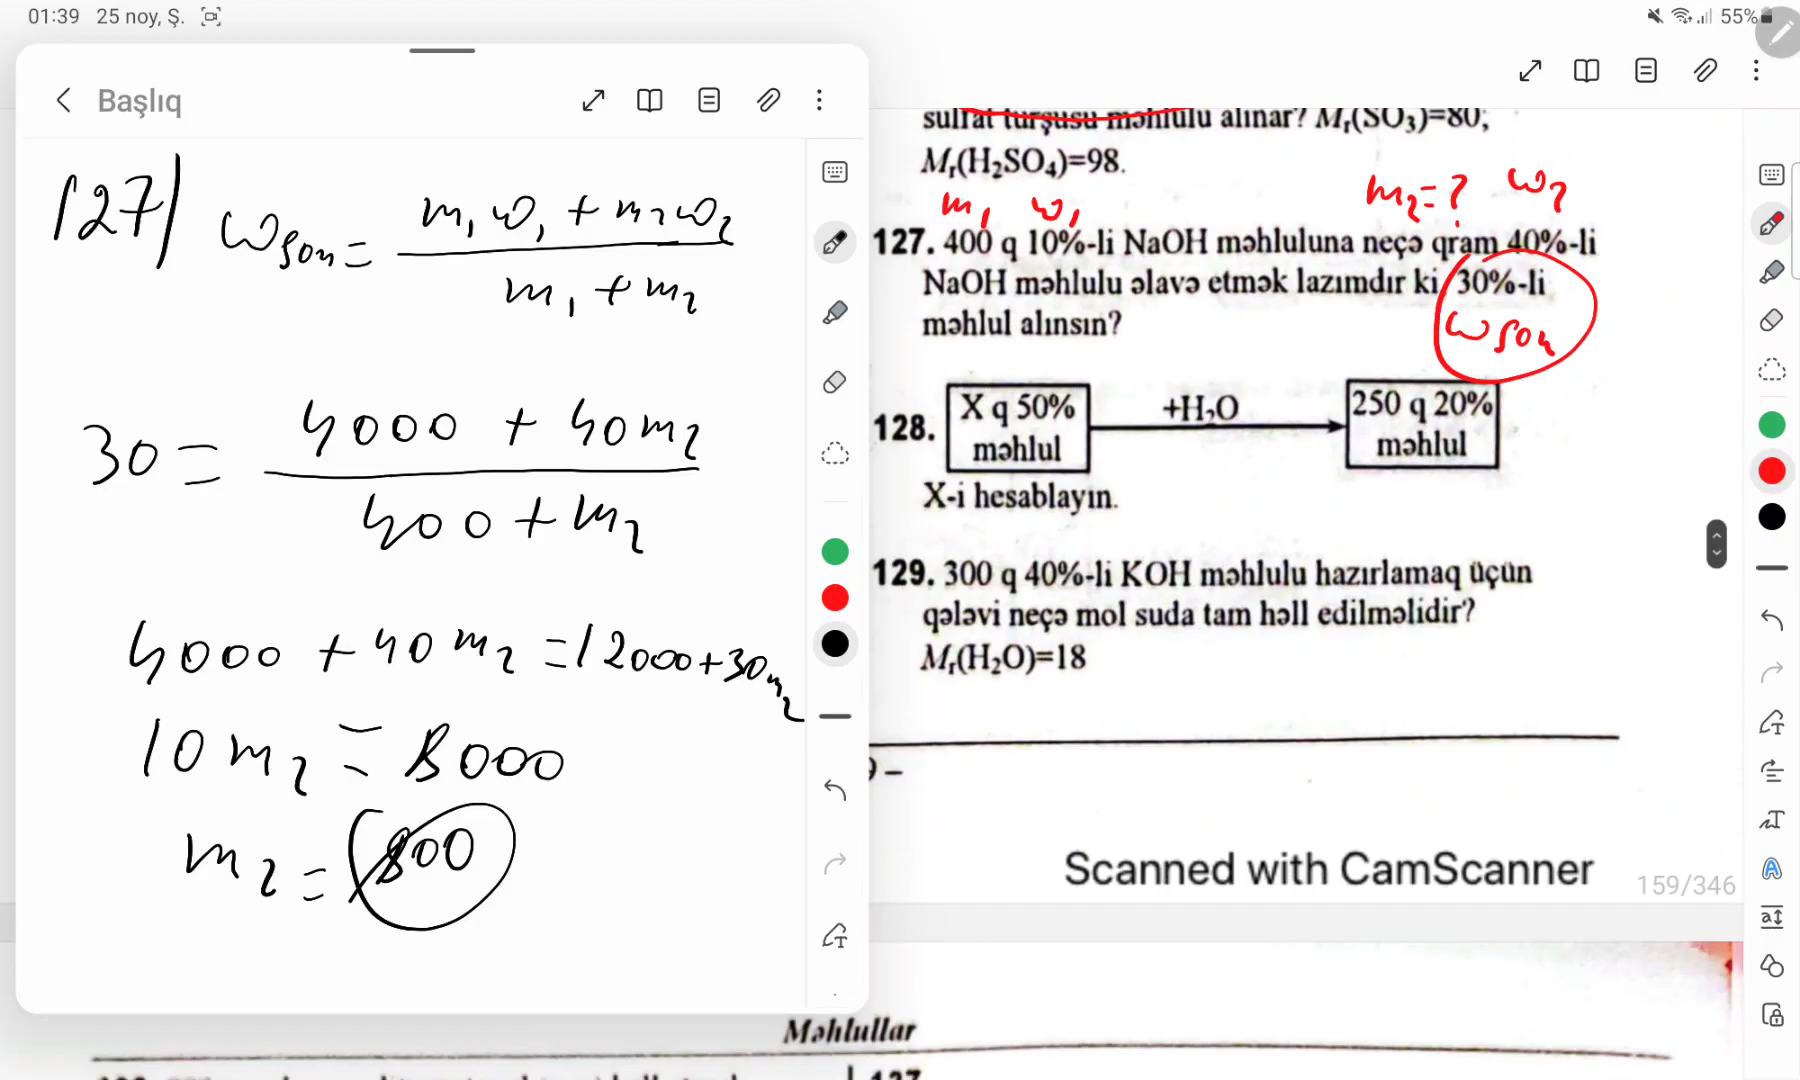 01:39 25 noy, Ş.
55%
Başlıq
127) ω son = m₁ω₁ + m₂ω₂
m₁ + m₂
30 = 4000 + 40m₂
400 + m₂
4000 + 40m₂ = 12000 + 30m₂
10m₂ = 8000
m₂ = 800
sulfat turşusu məhlulu alınar? Mr(SO₃)=80;
Mr(H₂SO₄)=98.
m₁ ω₁ m₂=? ω₂
127. 400 q 10%-li NaOH məhluluna neçə qram 40%-li
NaOH məhlulu əlavə etmək lazımdır ki, 30%-li
məhlul alınsın?
ω son
128. X q 50% məhlul +H₂O 250 q 20% məhlul
X-i hesablayın.
129. 300 q 40%-li KOH məhlulu hazırlamaq üçün
qələvi neçə mol suda tam həll edilməlidir?
Mr(H₂O)=18
Scanned with CamScanner
159/346
Məhlullar
137